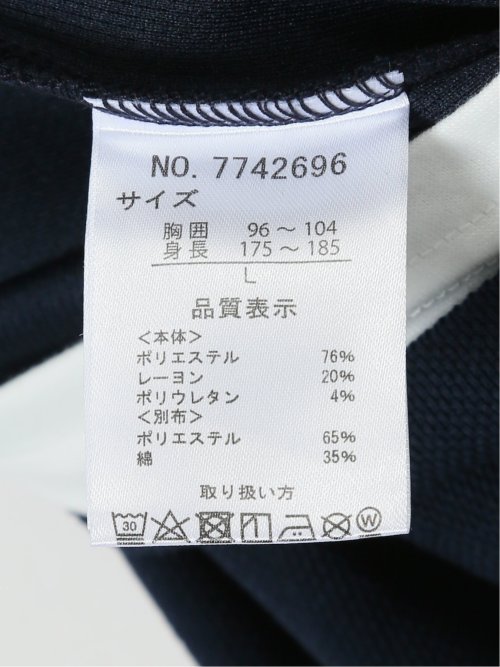 NO. 7742696
サイズ
胸囲 96～104
身長 175～185
L
品質表示
<本体>
ポリエステル 76%
レーヨン 20%
ポリウレタン 4%
<別布>
ポリエステル 65%
綿 35%
取り扱い方
30 W